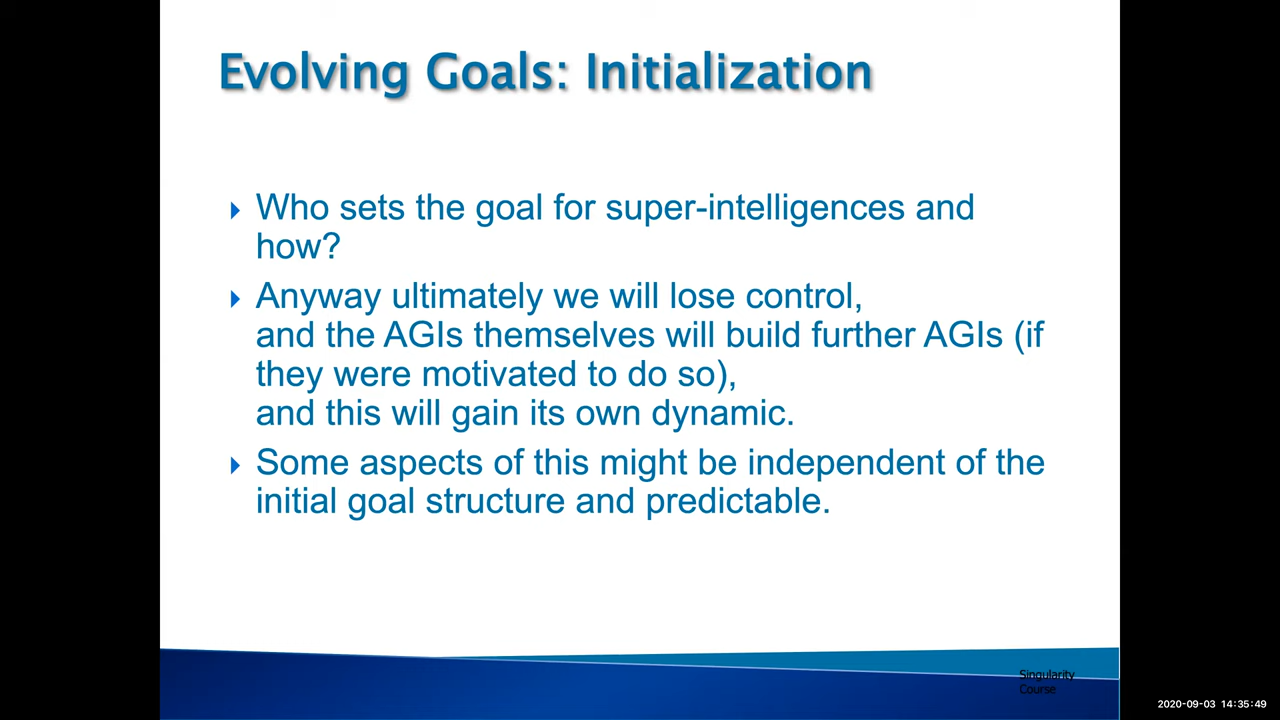 Evolving Goals: Initialization
Who sets the goal for super-intelligences and
how?
Anyway ultimately we will lose control,
and the AGIs themselves will build further AGIs (if
they were motivated to do so),
and this will gain its own dynamic.
Some aspects of this might be independent of the
initial goal structure and predictable.
Singularity
Course
2020-09-03 14:35:49